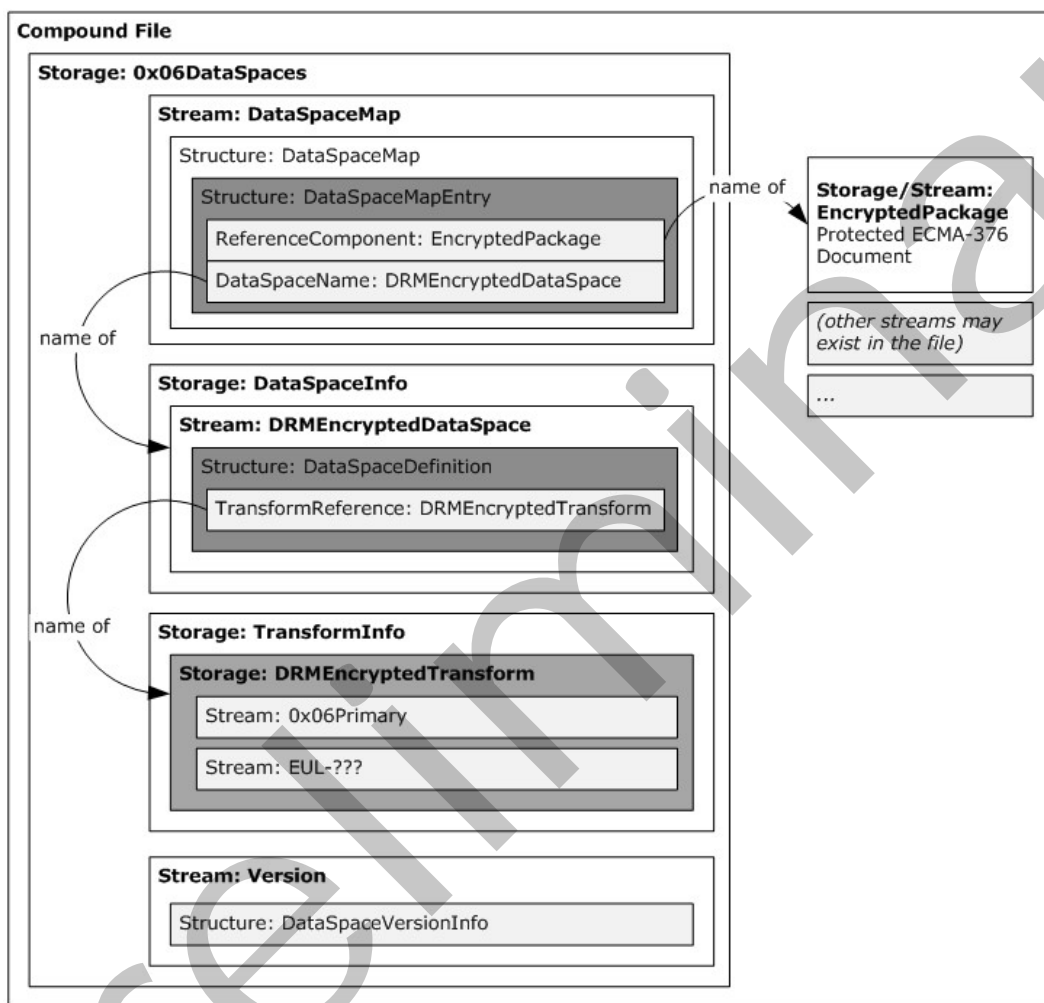 Compound File
Storage: 0x06DataSpaces
Stream: DataSpaceMap
Structure: DataSpaceMap
Structure: DataSpaceMapEntry
ReferenceComponent: EncryptedPackage
DataSpaceName: DRMEncryptedDataSpace
name of
Storage/Stream:
EncryptedPackage
Protected ECMA-376
Document
(other streams may
exist in the file)
...
name of
Storage: DataSpaceInfo
Stream: DRMEncryptedDataSpace
Structure: DataSpaceDefinition
TransformReference: DRMEncryptedTransform
name of
Storage: TransformInfo
Storage: DRMEncryptedTransform
Stream: 0x06Primary
Stream: EUL-???
Stream: Version
Structure: DataSpaceVersionInfo
elimina